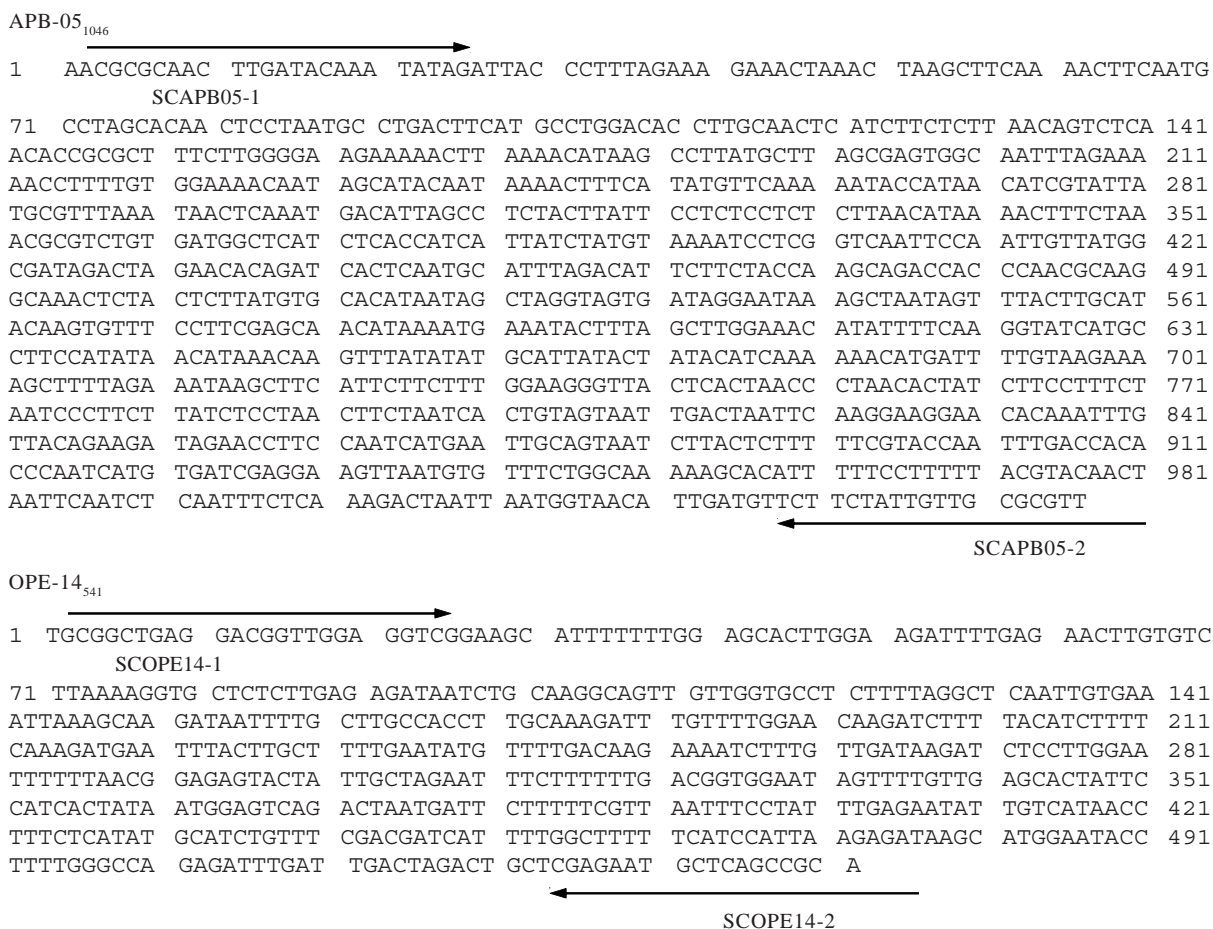 APB-05₁₀₄₆
1 AACGCGCAAC TTGATACAAA TATAGATTAC CCTTTAGAAA GAAACTAAAC TAAGCTTCAA AACTTCAATG
SCAPB05-1
71 CCTAGCACAA CTCCTAATGC CTGACTTCAT GCCTGGACAC CTTGCAACTC ATCTTCTCTT AACAGTCTCA 141
ACACCGCGCT TTCTTGGGGA AGAAAAACTT AAAACATAAG CCTTATGCTT AGCGAGTGGC AATTTAGAAA 211
AACCTTTTGT GGAAAACAAT AGCATACAAT AAAACTTTCA TATGTTCAAA AATACCATAA CATCGTATTA 281
TGCGTTTAAA TAACTCAAAT GACATTAGCC TCTACTTATT CCTCTCCTCT CTTAACATAA AACTTTCTAA 351
ACGCGTCTGT GATGGCTCAT CTCACCATCA TTATCTATGT AAAATCCTCG GTCAATTCCA ATTGTTATGG 421
CGATAGACTA GAACACAGAT CACTCAATGC ATTTAGACAT TCTTCTACCA AGCAGACCAC CCAACGCAAG 491
GCAAACTCTA CTCTTATGTG CACATAATAG CTAGGTAGTG ATAGGAATAA AGCTAATAGT TTACTTGCAT 561
ACAAGTGTTT CCTTCGAGCA ACATAAAATG AAATACTTTA GCTTGGAAAC ATATTTTCAA GGTATCATGC 631
CTTCCATATA ACATAAACAA GTTTATATAT GCATTATACT ATACATCAAA AAACATGATT TTGTAAGAAA 701
AGCTTTTAGA AATAAGCTTC ATTCTTCTTT GGAAGGGTTA CTCACTAACC CTAACACTAT CTTCCTTTCT 771
AATCCCTTCT TATCTCCTAA CTTCTAATCA CTGTAGTAAT TGACTAATTC AAGGAAGGAA CACAAATTTG 841
TTACAGAAGA TAGAACCTTC CAATCATGAA TTGCAGTAAT CTTACTCTTT TTCGTACCAA TTTGACCACA 911
CCCAATCATG TGATCGAGGA AGTTAATGTG TTTCTGGCAA AAAGCACATT TTTCCTTTTT ACGTACAACT 981
AATTCAATCT CAATTTCTCA AAGACTAATT AATGGTAACA TTGATGTTCT TCTATTGTTG CGCGTT
SCAPB05-2
OPE-14₅₄₁
1 TGCGGCTGAG GACGGTTGGA GGTCGGAAGC ATTTTTTTGG AGCACTTGGA AGATTTTGAG AACTTGTGTC
SCOPE14-1
71 TTAAAAGGTG CTCTCTTGAG AGATAATCTG CAAGGCAGTT GTTGGTGCCT CTTTTAGGCT CAATTGTGAA 141
ATTAAAGCAA GATAATTTTG CTTGCCACCT TGCAAAGATT TGTTTTGGAA CAAGATCTTT TACATCTTTT 211
CAAAGATGAA TTTACTTGCT TTTGAATATG TTTTGACAAG AAAATCTTTG TTGATAAGAT CTCCTTGGAA 281
TTTTTTAACG GAGAGTACTA TTGCTAGAAT TTCTTTTTTG ACGGTGGAAT AGTTTTGTTG AGCACTATTC 351
CATCACTATA ATGGAGTCAG ACTAATGATT CTTTTTCGTT AATTTCCTAT TTGAGAATAT TGTCATAACC 421
TTTCTCATAT GCATCTGTTT CGACGATCAT TTTGGCTTTT TCATCCATTA AGAGATAAGC ATGGAATACC 491
TTTTGGGCCA GAGATTTGAT TGACTAGACT GCTCGAGAAT GCTCAGCCGC A
SCOPE14-2